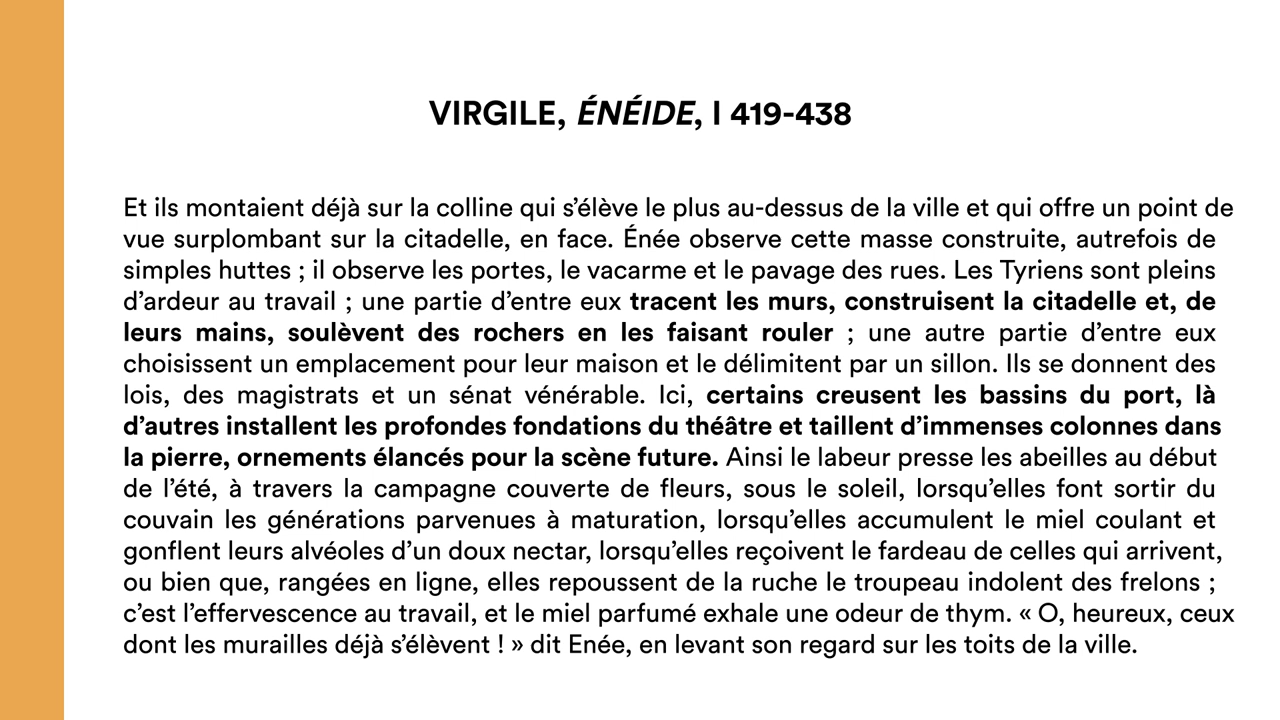 VIRGILE, ÉNÉIDE, I 419-438
Et ils montaient déjà sur la colline qui s’élève le plus au-dessus de la ville et qui offre un point de
vue surplombant sur la citadelle, en face. Énée observe cette masse construite, autrefois de
simples huttes ; il observe les portes, le vacarme et le pavage des rues. Les Tyriens sont pleins
d’ardeur au travail ; une partie d’entre eux tracent les murs, construisent la citadelle et, de
leurs mains, soulèvent des rochers en les faisant rouler ; une autre partie d’entre eux
choisissent un emplacement pour leur maison et le délimitent par un sillon. Ils se donnent des
lois, des magistrats et un sénat vénérable. Ici, certains creusent les bassins du port, là
d’autres installent les profondes fondations du théâtre et taillent d’immenses colonnes dans
la pierre, ornements élancés pour la scène future. Ainsi le labeur presse les abeilles au début
de l’été, à travers la campagne couverte de fleurs, sous le soleil, lorsqu’elles font sortir du
couvain les générations parvenues à maturation, lorsqu’elles accumulent le miel coulant et
gonflent leurs alvéoles d’un doux nectar, lorsqu’elles reçoivent le fardeau de celles qui arrivent,
ou bien que, rangées en ligne, elles repoussent de la ruche le troupeau indolent des frelons ;
c’est l’effervescence au travail, et le miel parfumé exhale une odeur de thym. « O, heureux, ceux
dont les murailles déjà s’élèvent ! » dit Enée, en levant son regard sur les toits de la ville.